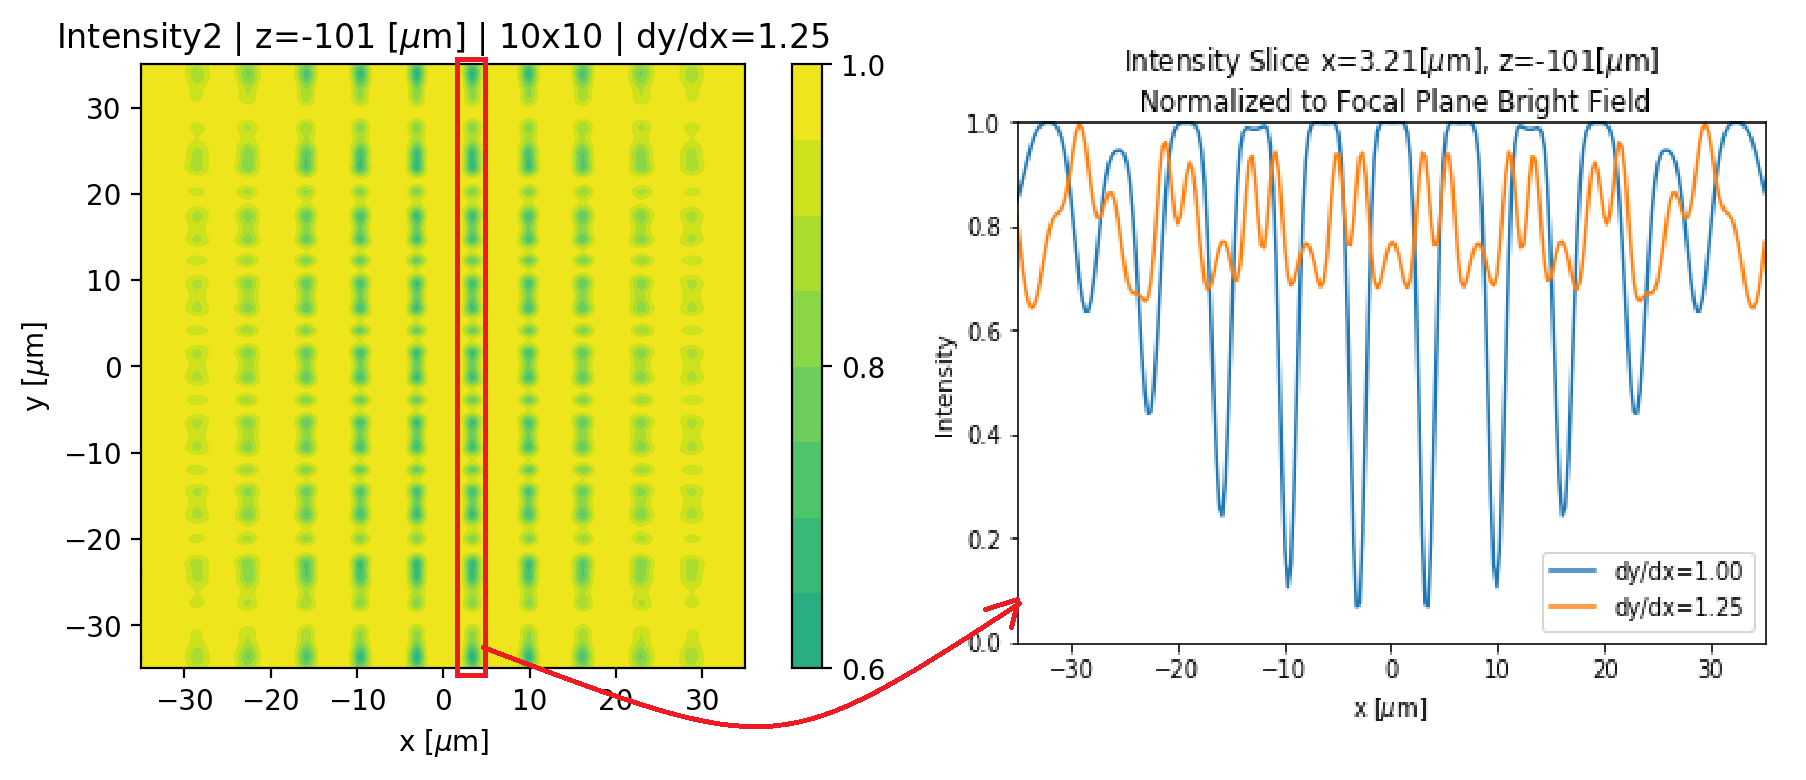 Intensity2 | z=-101 [μm] | 10x10 | dy/dx=1.25
30
20
10
0
−10
−20
−30
y [μm]
−30 −20 −10 0 10 20 30
x [μm]
1.0
0.8
0.6
Intensity Slice x=3.21[μm], z=-101[μm]
Normalized to Focal Plane Bright Field
1.0
0.8
0.6
0.4
0.2
0.0
Intensity
−30 −20 −10 0 10 20 30
x [μm]
dy/dx=1.00
dy/dx=1.25